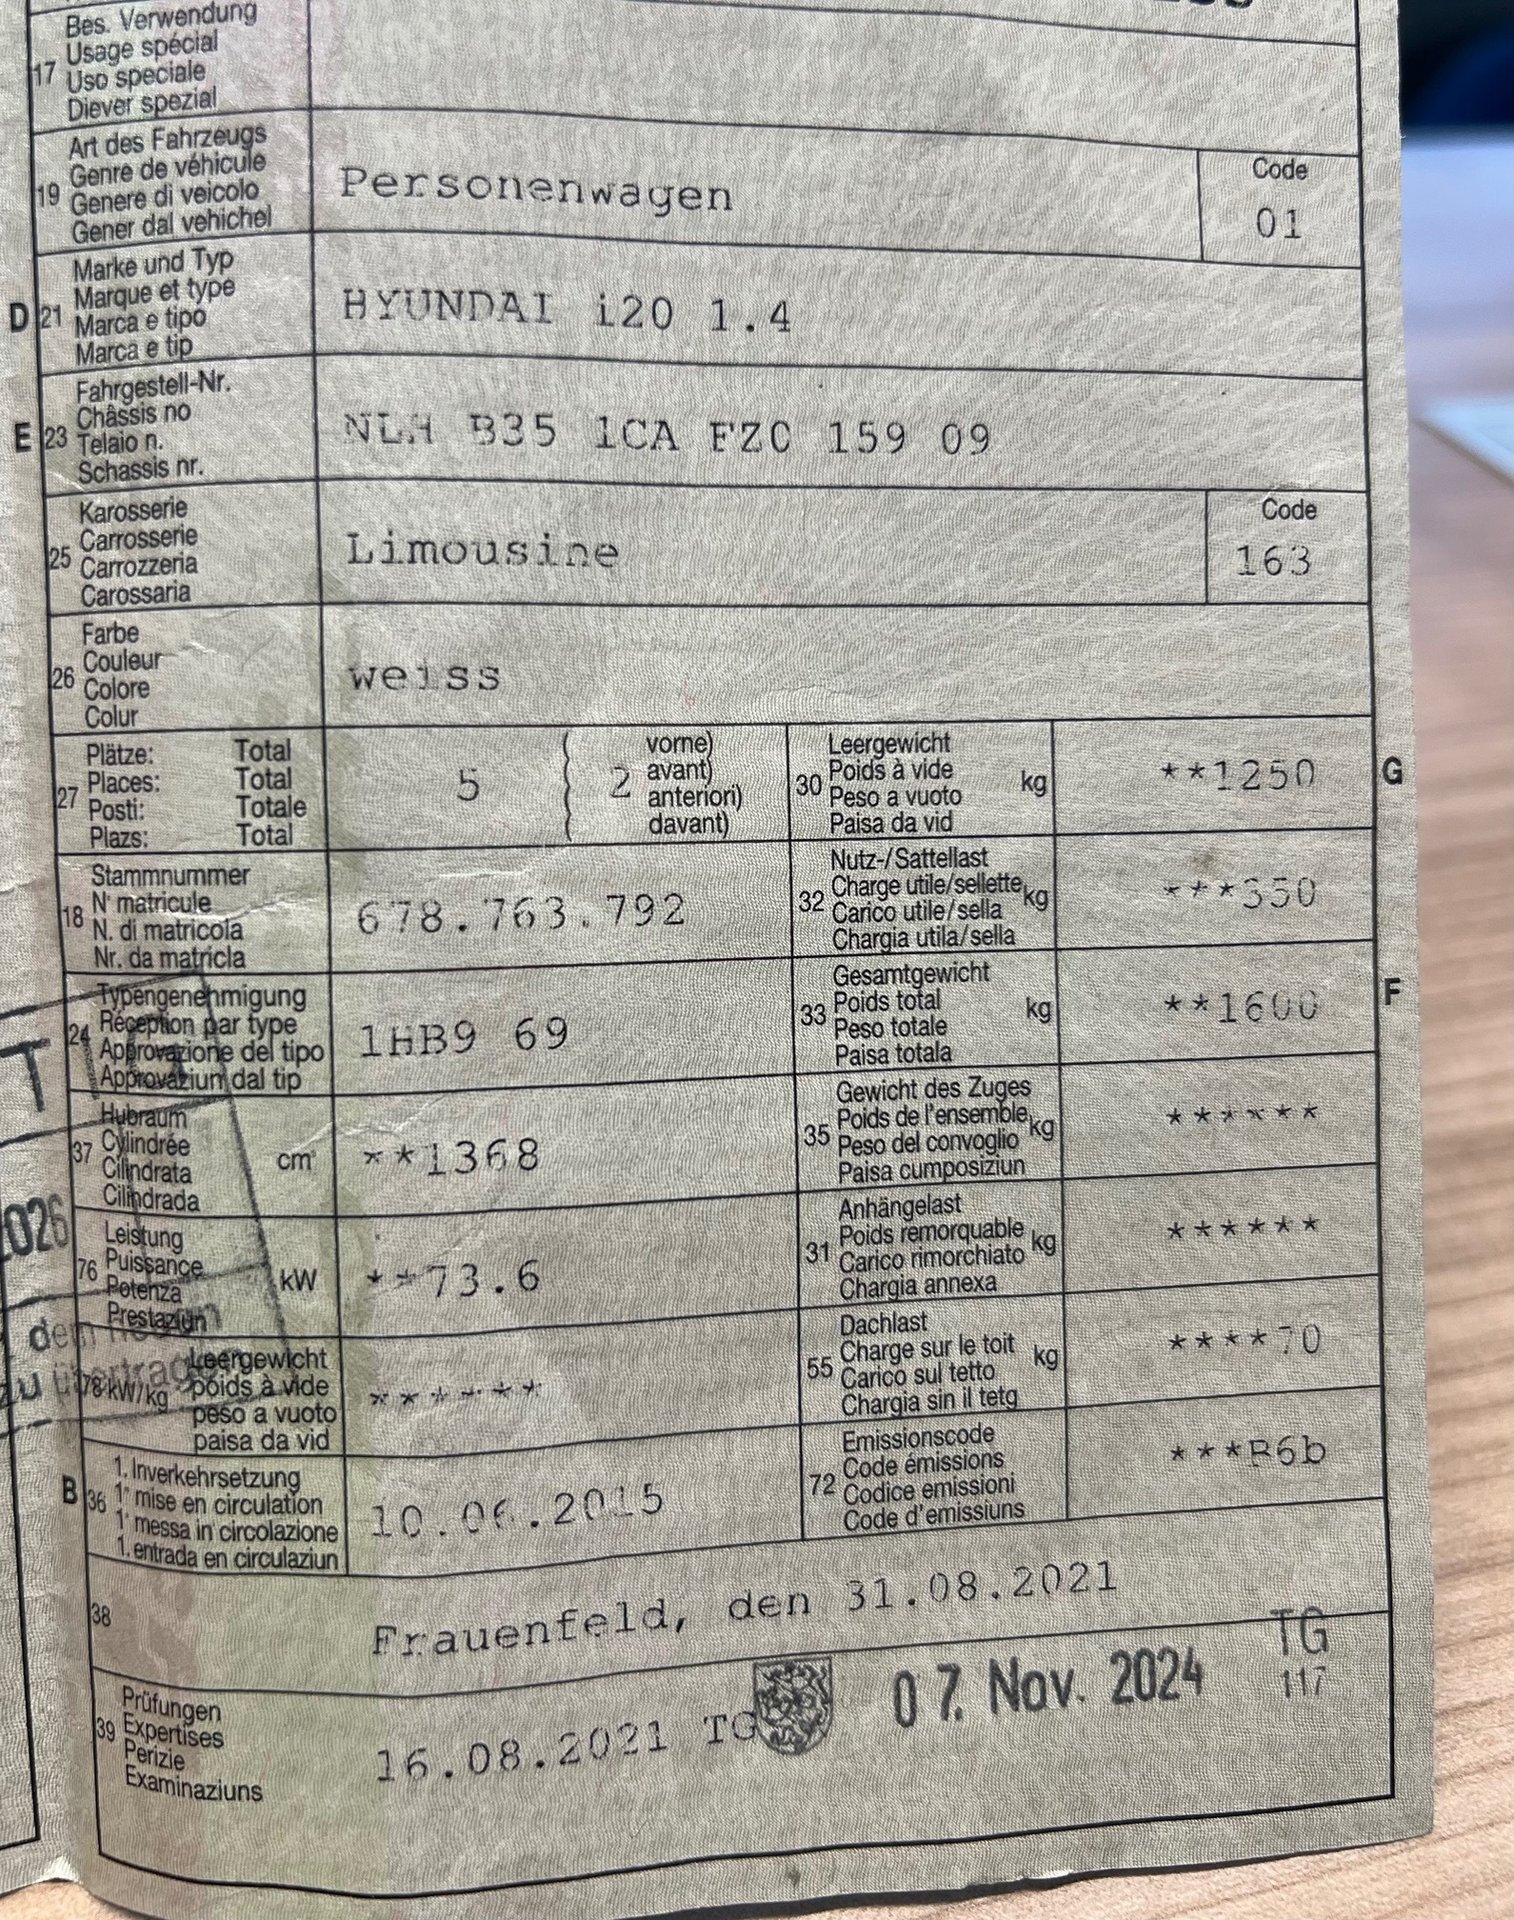 Bes. Verwendung
17 Usage spécial
Uso speciale
Diever spezial
Art des Fahrzeugs
19 Genre de véhicule
Genere di veicolo
Gener dal vehichel
Personenwagen
Code
01
Marke und Typ
D 21 Marque et type
Marca e tipo
Marca e tip
HYUNDAI i20 1.4
Fahrgestell-Nr.
E 23 Châssis no
Telaio n.
Schassis nr.
NLH B35 1CA FZC 159 09
Karosserie
25 Carrosserie
Carrozzeria
Carossaria
Limousine
Code
163
Farbe
26 Couleur
Colore
Colur
weiss
Plätze: Total
27 Places: Total
Posti: Totale
Plazs: Total
5
2
vorne)
avant)
anteriori)
davant)
Leergewicht
30 Poids à vide kg
Peso a vuoto
Paisa da vid
**1250 G
Stammnummer
18 N° matricule
N. di matricola
Nr. da matricla
678.763.792
Nutz-/Sattellast
32 Charge utile/sellette kg
Carico utile/sella
Chargia utila/sella
***350
Typengenehmigung
24 Réception par type
Approvazione del tipo
Approvaziun dal tip
1HB9 69
Gesamtgewicht
33 Poids total kg
Peso totale
Paisa totala
**1600 F
Hubraum
37 Cylindrée cm³
Cilindrata
Cilindrada
**1368
Gewicht des Zuges
35 Poids de l'ensemble kg
Peso del convoglio
Paisa cumposiziun
******
2026
Leistung
76 Puissance kW
Potenza
Prestaziun
**73.6
Anhängelast
31 Poids remorquable kg
Carico rimorchiato
Chargia annexa
******
Leergewicht
78 kW/kg poids à vide
peso a vuoto
paisa da vid
******
Dachlast
55 Charge sur le toit kg
Carico sul tetto
Chargia sin il tetg
****70
1. Inverkehrsetzung
B 36 1re mise en circulation
1a messa in circolazione
1. entrada en circulaziun
10.06.2015
Emissionscode
72 Code émissions
Codice emissioni
Code d'emissiuns
***B6b
38
Frauenfeld, den 31.08.2021
Prüfungen
39 Expertises
Perizie
Examinaziuns
16.08.2021 TG
07. Nov. 2024
TG
117